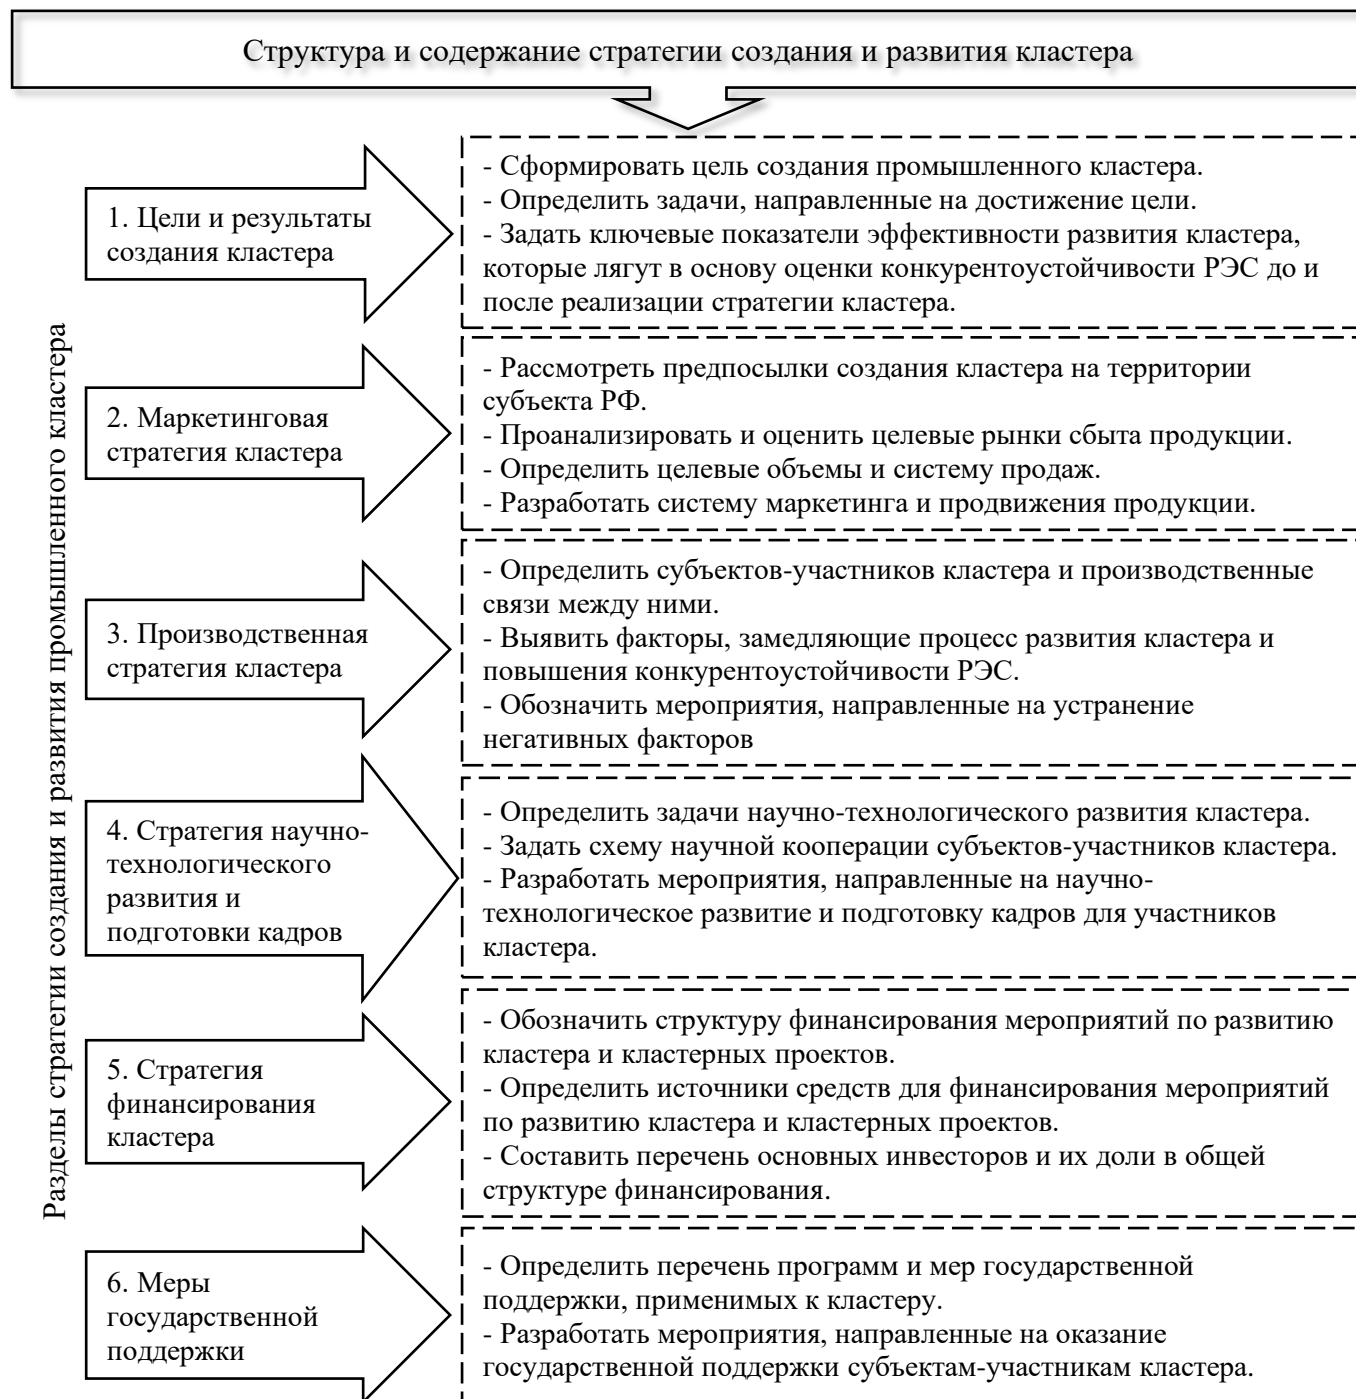 Структура и содержание стратегии создания и развития кластера
Разделы стратегии создания и развития промышленного кластера
1. Цели и результаты
создания кластера
- Сформировать цель создания промышленного кластера.
- Определить задачи, направленные на достижение цели.
- Задать ключевые показатели эффективности развития кластера,
которые лягут в основу оценки конкурентоустойчивости РЭС до и
после реализации стратегии кластера.
2. Маркетинговая
стратегия кластера
- Рассмотреть предпосылки создания кластера на территории
субъекта РФ.
- Проанализировать и оценить целевые рынки сбыта продукции.
- Определить целевые объемы и систему продаж.
- Разработать систему маркетинга и продвижения продукции.
3. Производственная
стратегия кластера
- Определить субъектов-участников кластера и производственные
связи между ними.
- Выявить факторы, замедляющие процесс развития кластера и
повышения конкурентоустойчивости РЭС.
- Обозначить мероприятия, направленные на устранение
негативных факторов
4. Стратегия научно-
технологического
развития и
подготовки кадров
- Определить задачи научно-технологического развития кластера.
- Задать схему научной кооперации субъектов-участников кластера.
- Разработать мероприятия, направленные на научно-
технологическое развитие и подготовку кадров для участников
кластера.
5. Стратегия
финансирования
кластера
- Обозначить структуру финансирования мероприятий по развитию
кластера и кластерных проектов.
- Определить источники средств для финансирования мероприятий
по развитию кластера и кластерных проектов.
- Составить перечень основных инвесторов и их доли в общей
структуре финансирования.
6. Меры
государственной
поддержки
- Определить перечень программ и мер государственной
поддержки, применимых к кластеру.
- Разработать мероприятия, направленные на оказание
государственной поддержки субъектам-участникам кластера.